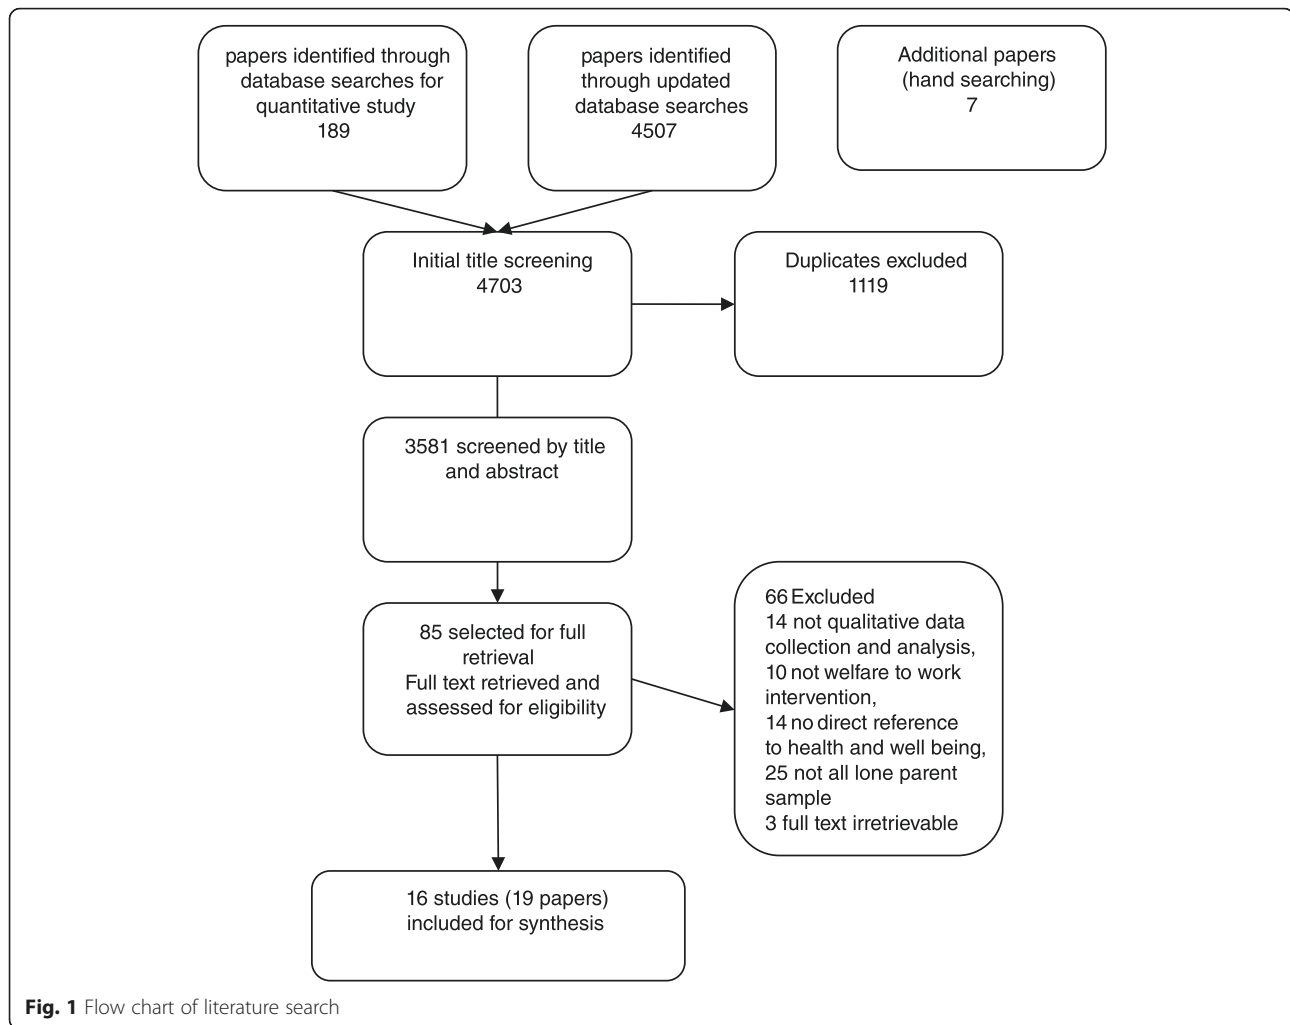 papers identified through
database searches for
quantitative study
189
papers identified
through updated
database searches
4507
Additional papers
(hand searching)
7
Initial title screening
4703
Duplicates excluded
1119
3581 screened by title
and abstract
85 selected for full
retrieval
Full text retrieved and
assessed for eligibility
66 Excluded
14 not qualitative data
collection and analysis,
10 not welfare to work
intervention,
14 no direct reference
to health and well being,
25 not all lone parent
sample
3 full text irretrievable
16 studies (19 papers)
included for synthesis
Fig. 1 Flow chart of literature search